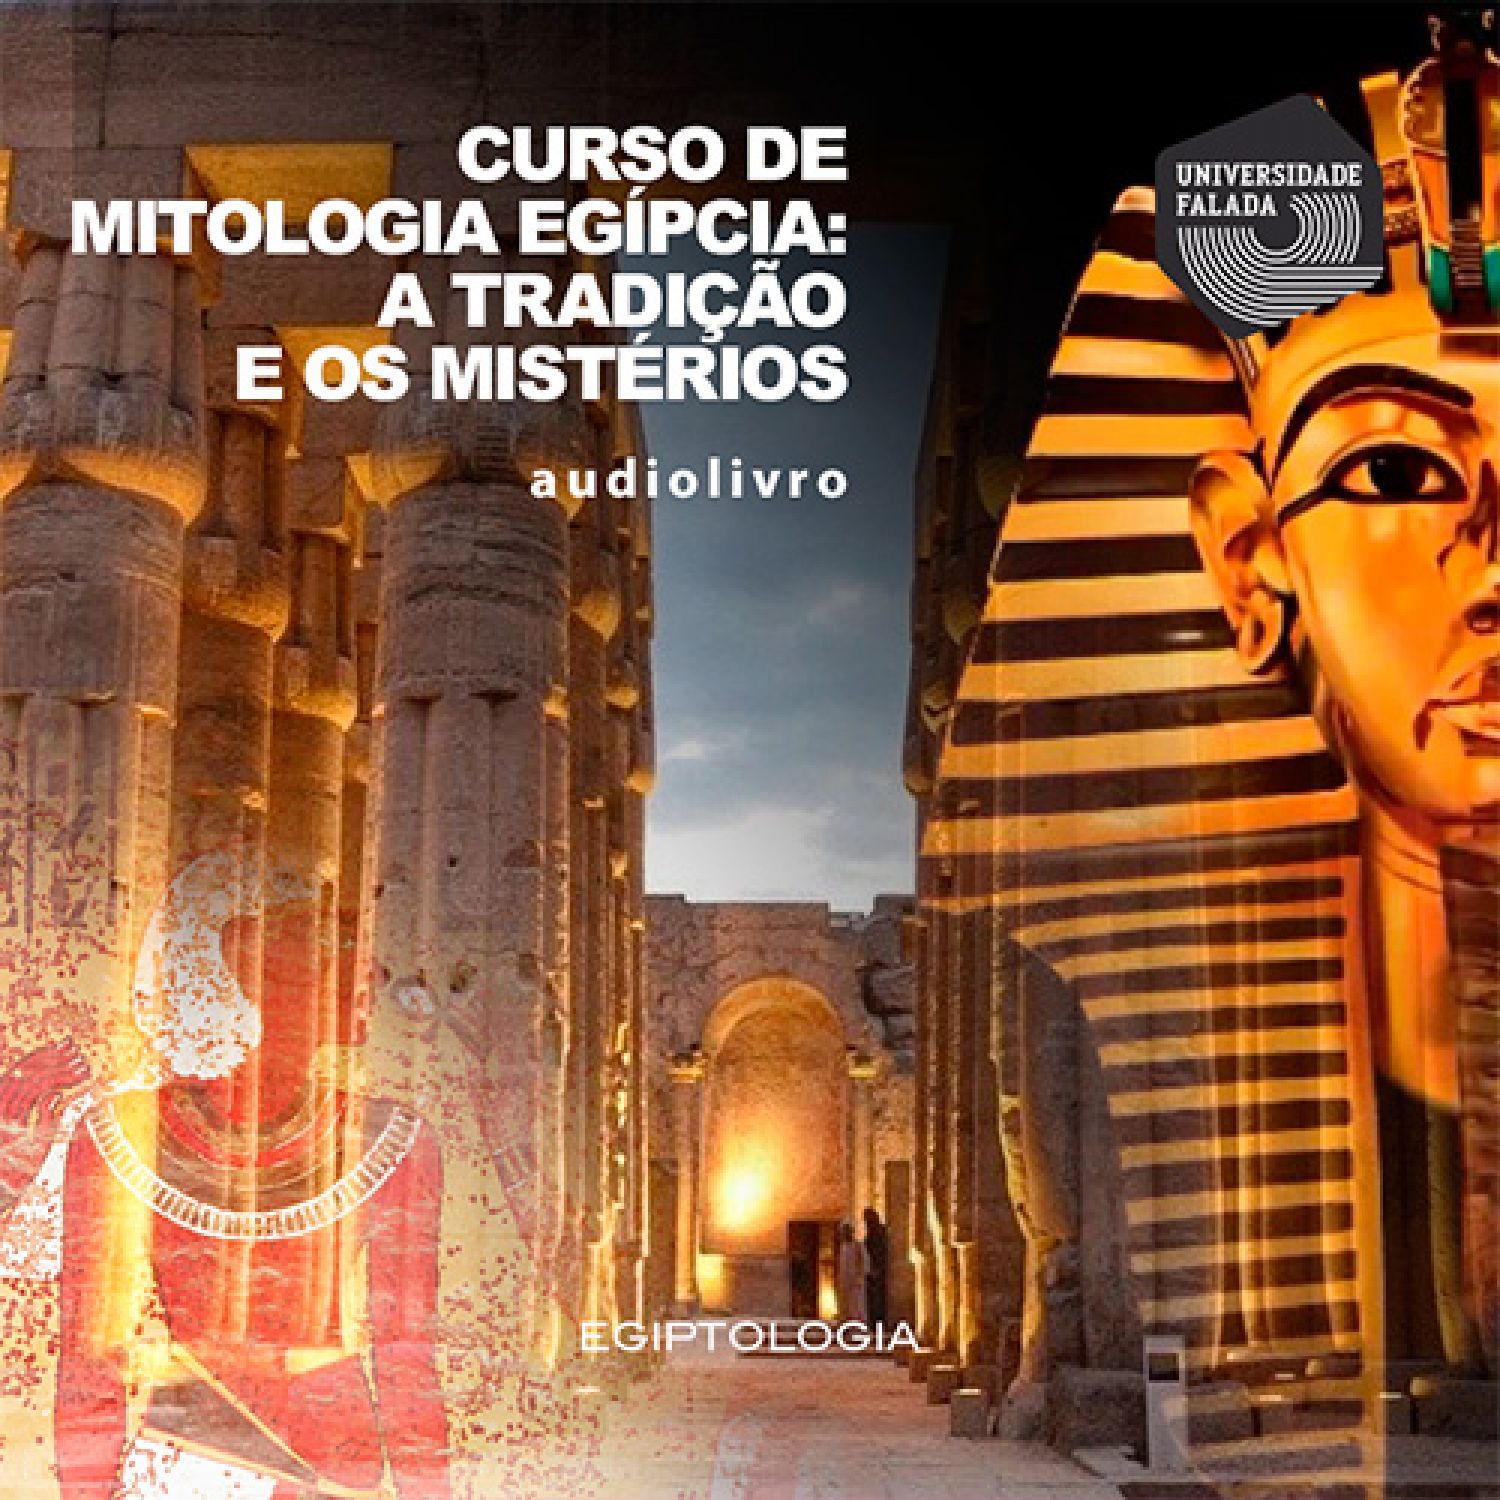 CURSO DE
MITOLOGIA EGÍPCIA:
A TRADIÇÃO
E OS MISTÉRIOS
audiolivro
UNIVERSIDADE
FALADA
EGIPTOLOGIA